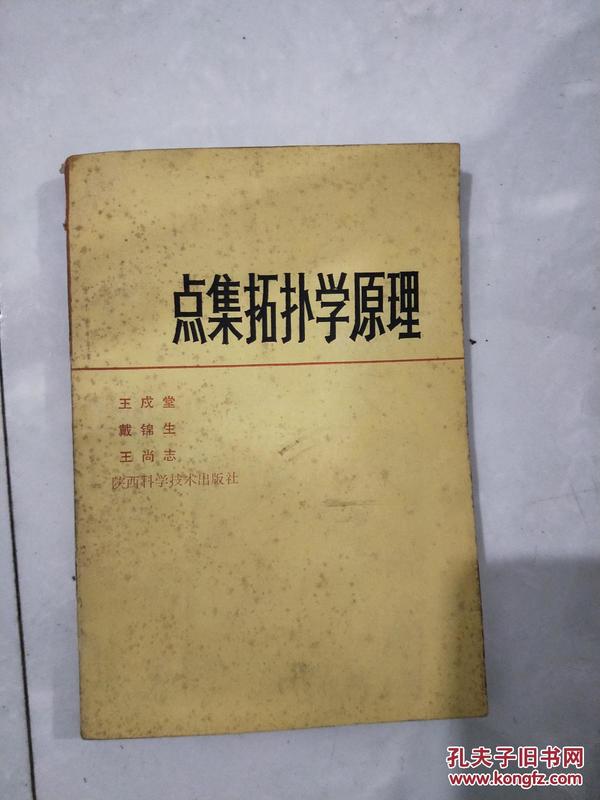 点集拓扑学原理
王戍堂
戴锦生
王尚志
陕西科学技术出版社
孔夫子旧书网
www.kongfz.com